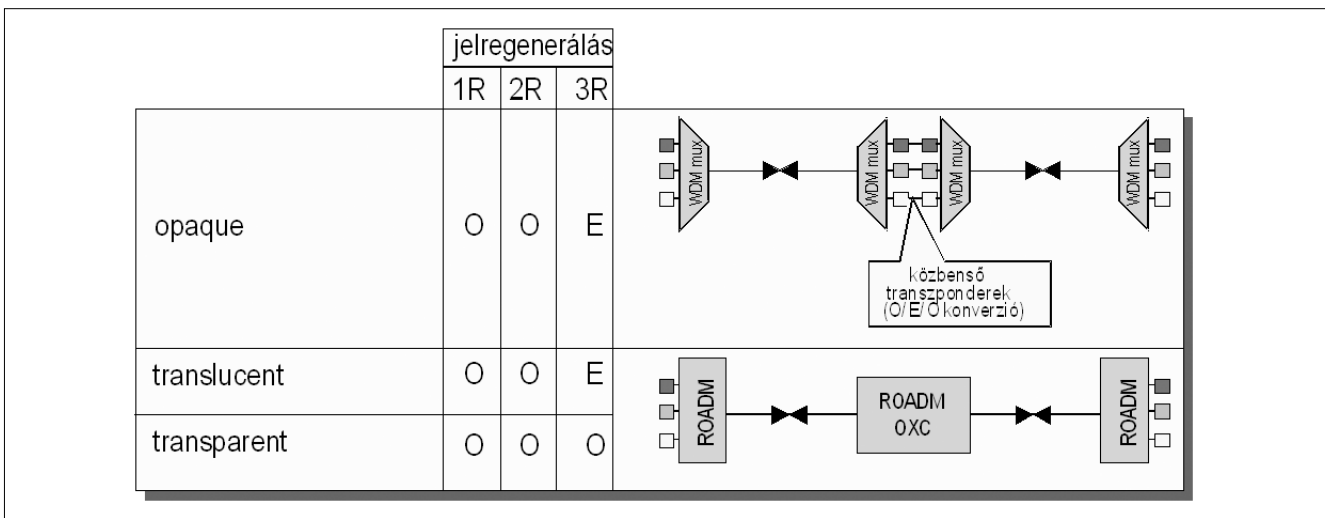 jelregenerálás
1R 2R 3R
opaque O O E
WDM mux WDM mux WDM mux WDM mux
közbenső
transzponderek
(O/E/O konverzió)
translucent O O E
transparent O O O
ROADM
ROADM
OXC
ROADM